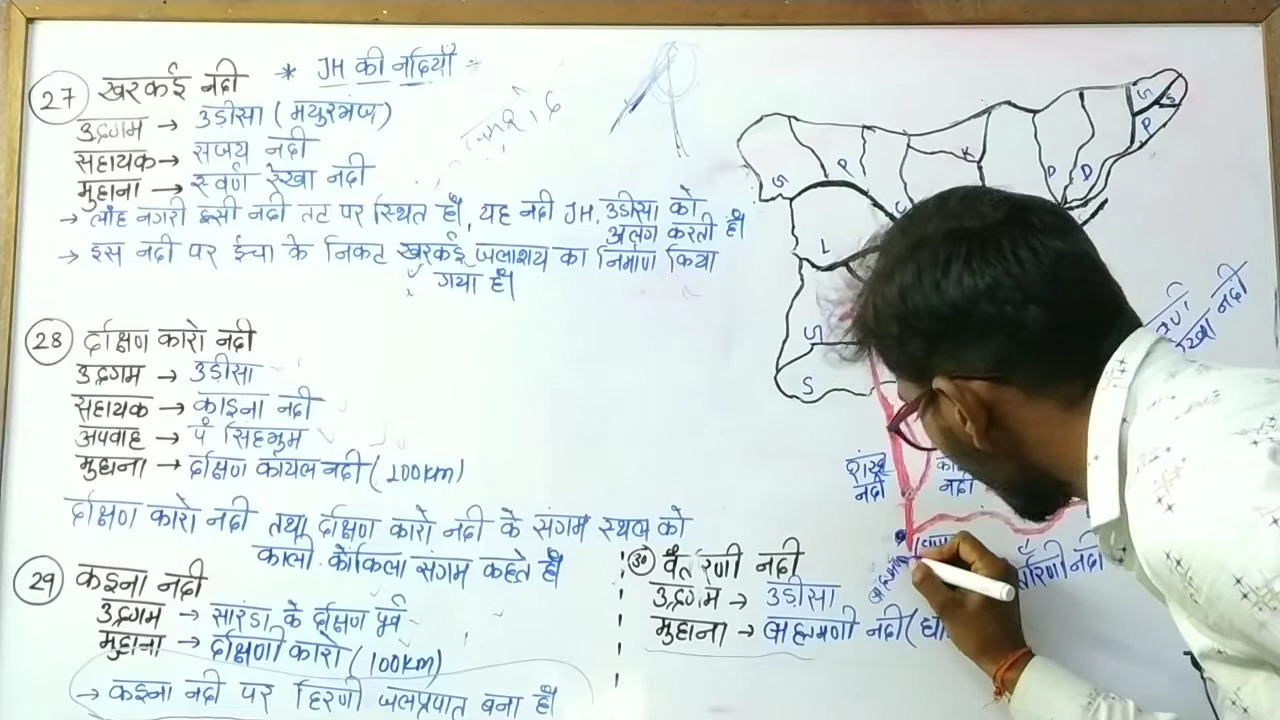 * JH की नदियाँ
27 खरकई नदी
उद्गम → उड़ीसा (मयुरभंज)
सहायक → संजय नदी
मुहाना → स्वर्ण रेखा नदी
→ लौह नगरी इसी नदी तट पर स्थित है, यह नदी JH, उड़ीसा को
अलग करती है
→ इस नदी पर ईचा के निकट खरकई जलाशय का निर्माण किया
गया है।
28 दक्षिण कारो नदी
उद्गम → उड़ीसा
सहायक → काइना नदी
अपवाह → पं सिंहभुम
मुहाना → दक्षिण कोयल नदी (100Km)
दक्षिण कारो नदी तथा दक्षिण कारो नदी के संगम स्थल को
काली कोकिला संगम कहते हैं
29 कइना नदी
उद्गम → सारंडा के दक्षिण पूर्व
मुहाना → दक्षिणी कारो (100Km)
→ कइना नदी पर हिरणी जलप्रपात बना है
30 वैतरणी नदी
उद्गम → उड़ीसा
मुहाना → ब्राह्मणी नदी
G
S
P
D
D
P
K
G
L
G
S
रेखा नदी
शंख
नदी
नदी
नदी